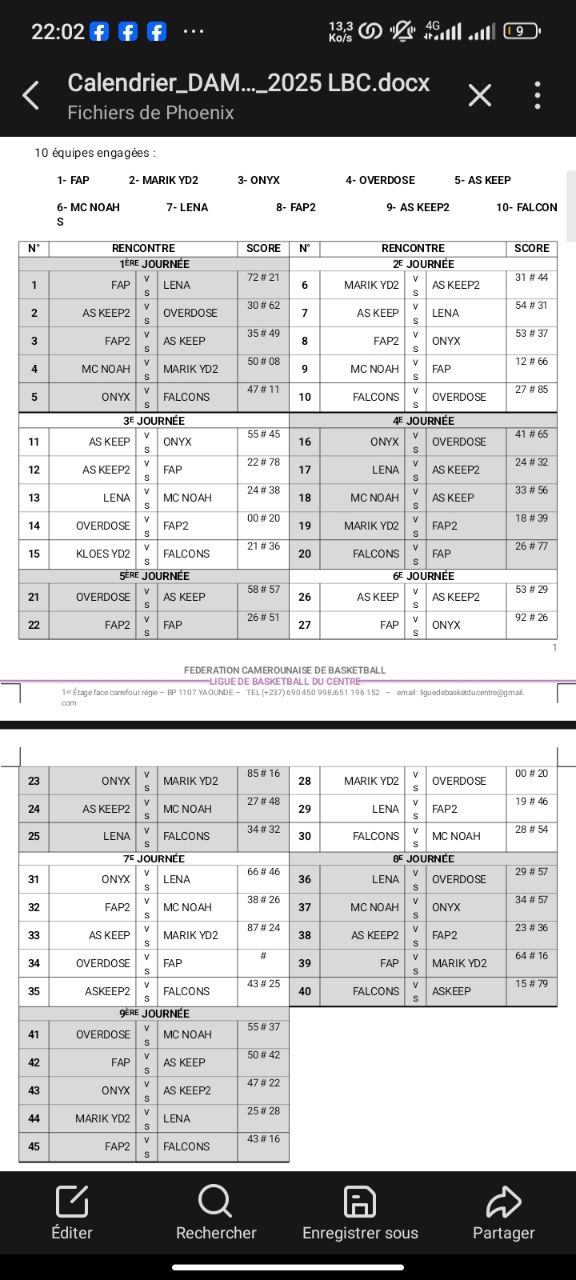 22:02 ··· 13,3 Ko/s 4G 9
Calendrier_DAM..._2025 LBC.docx
Fichiers de Phoenix
10 équipes engagées :
1- FAP 2- MARIK YD2 3- ONYX 4- OVERDOSE 5- AS KEEP
6- MC NOAH 7- LENA 8- FAP2 9- AS KEEP2 10- FALCON
S
N° RENCONTRE SCORE N° RENCONTRE SCORE
1ÈRE JOURNÉE 2E JOURNÉE
1 FAP vs LENA 72 # 21 6 MARIK YD2 vs AS KEEP2 31 # 44
2 AS KEEP2 vs OVERDOSE 30 # 62 7 AS KEEP vs LENA 54 # 31
3 FAP2 vs AS KEEP 35 # 49 8 FAP2 vs ONYX 53 # 37
4 MC NOAH vs MARIK YD2 50 # 08 9 MC NOAH vs FAP 12 # 66
5 ONYX vs FALCONS 47 # 11 10 FALCONS vs OVERDOSE 27 # 85
3E JOURNÉE 4E JOURNÉE
11 AS KEEP vs ONYX 55 # 45 16 ONYX vs OVERDOSE 41 # 65
12 AS KEEP2 vs FAP 22 # 78 17 LENA vs AS KEEP2 24 # 32
13 LENA vs MC NOAH 24 # 38 18 MC NOAH vs AS KEEP 33 # 56
14 OVERDOSE vs FAP2 00 # 20 19 MARIK YD2 vs FAP2 18 # 39
15 KLOES YD2 vs FALCONS 21 # 36 20 FALCONS vs FAP 26 # 77
5ÈRE JOURNÉE 6E JOURNÉE
21 OVERDOSE vs AS KEEP 58 # 57 26 AS KEEP vs AS KEEP2 53 # 29
22 FAP2 vs FAP 26 # 51 27 FAP vs ONYX 92 # 26
1
FEDERATION CAMEROUNAISE DE BASKETBALL
LIGUE DE BASKETBALL DU CENTRE
1er Étage face carrefour régie – BP 1107 YAOUNDE – TEL (+237) 690 450 998/651 196 152 – email: liguedebasketducentre@gmail.
com
23 ONYX vs MARIK YD2 85 # 16 28 MARIK YD2 vs OVERDOSE 00 # 20
24 AS KEEP2 vs MC NOAH 27 # 48 29 LENA vs FAP2 19 # 46
25 LENA vs FALCONS 34 # 32 30 FALCONS vs MC NOAH 28 # 54
7E JOURNÉE 8E JOURNÉE
31 ONYX vs LENA 66 # 46 36 LENA vs OVERDOSE 29 # 57
32 FAP2 vs MC NOAH 38 # 26 37 MC NOAH vs ONYX 34 # 57
33 AS KEEP vs MARIK YD2 87 # 24 38 AS KEEP2 vs FAP2 23 # 36
34 OVERDOSE vs FAP # 39 FAP vs MARIK YD2 64 # 16
35 ASKEEP2 vs FALCONS 43 # 25 40 FALCONS vs ASKEEP 15 # 79
9ÈRE JOURNÉE
41 OVERDOSE vs MC NOAH 55 # 37
42 FAP vs AS KEEP 50 # 42
43 ONYX vs AS KEEP2 47 # 22
44 MARIK YD2 vs LENA 25 # 28
45 FAP2 vs FALCONS 43 # 16
Éditer Rechercher Enregistrer sous Partager